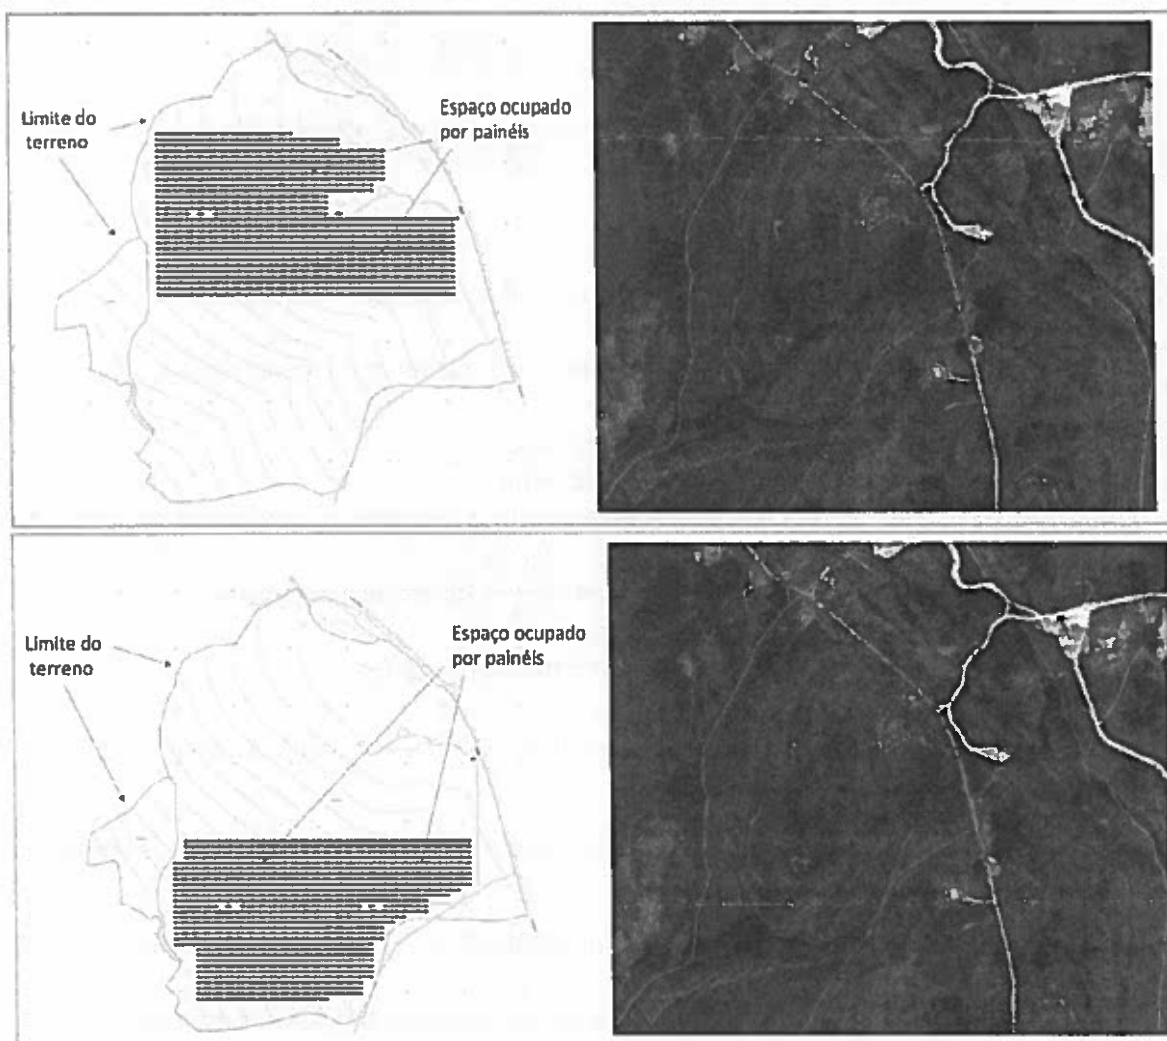 Limite do
terreno
Espaço ocupado
por painéis
Limite do
terreno
Espaço ocupado
por painéis